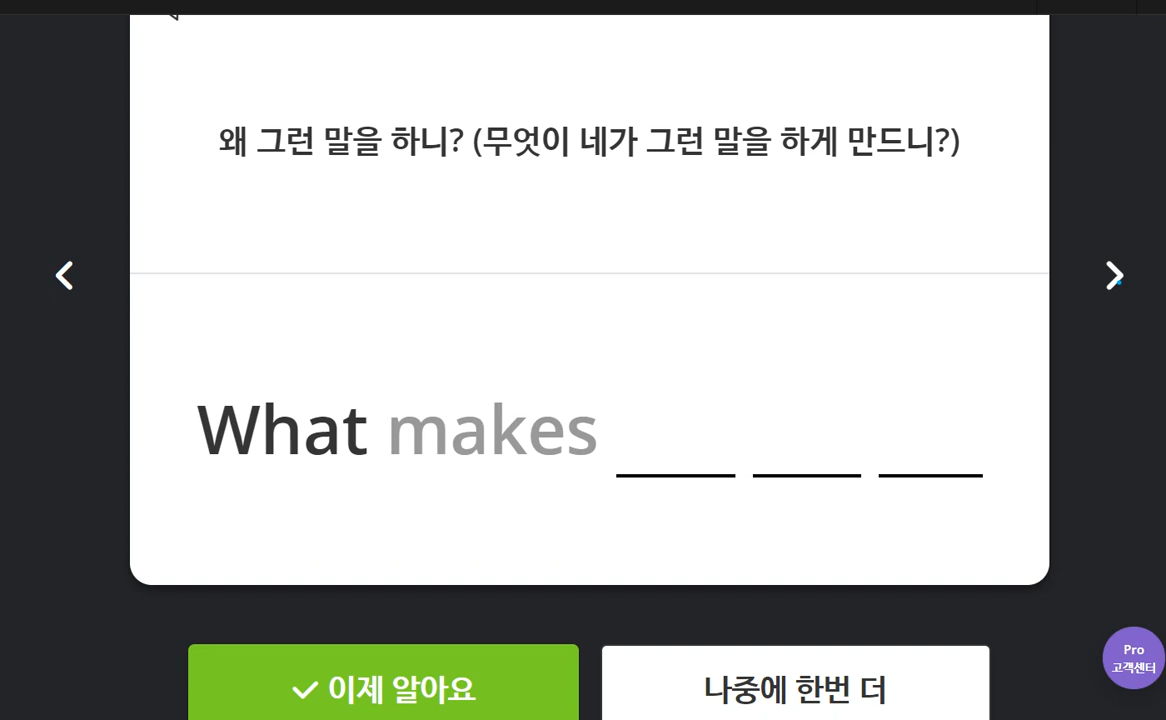 왜 그런 말을 하니? (무엇이 네가 그런 말을 하게 만드니?)
What makes
이제 알아요
나중에 한번 더
Pro
고객센터